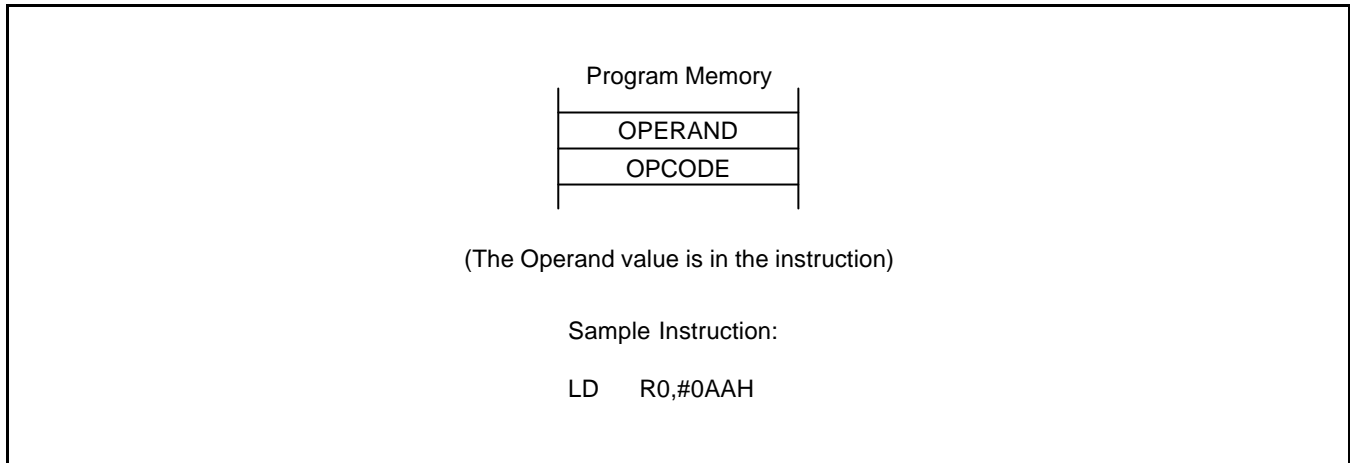 Program Memory
OPERAND
OPCODE
(The Operand value is in the instruction)
Sample Instruction:
LD R0,#0AAH